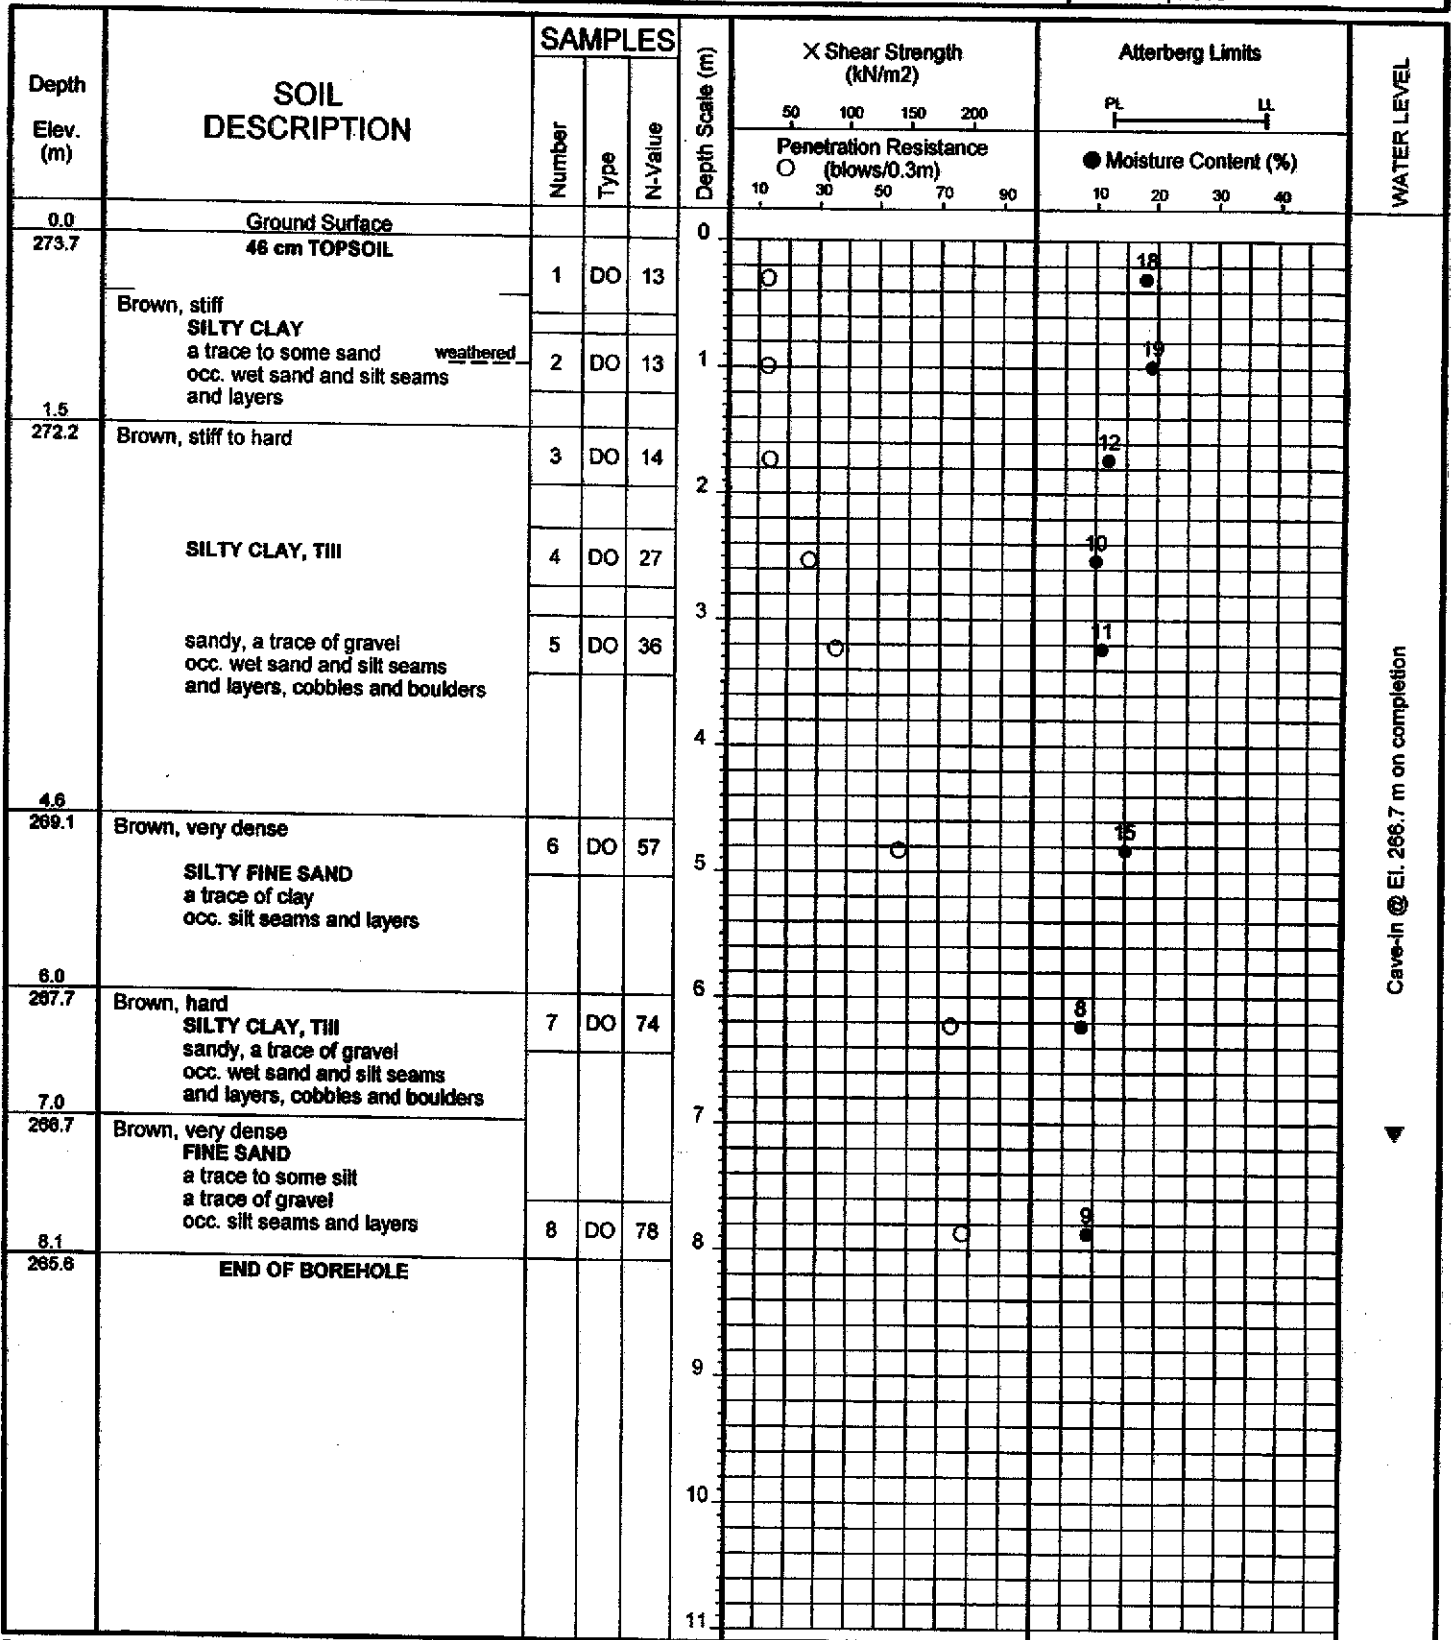 SAMPLES
Depth
Elev.
(m)
SOIL
DESCRIPTION
Number
Type
N-Value
Depth Scale (m)
X Shear Strength
(kN/m2)
50 100 150 200
Penetration Resistance
O (blows/0.3m)
10 30 50 70 90
Atterberg Limits
PL LL
● Moisture Content (%)
10 20 30 40
WATER LEVEL
0.0 Ground Surface
0
273.7 46 cm TOPSOIL
1 DO 13
18
Brown, stiff
SILTY CLAY
a trace to some sand weathered
2 DO 13
1
19
occ. wet sand and silt seams
and layers
1.5
272.2 Brown, stiff to hard
3 DO 14
12
2
SILTY CLAY, Till
4 DO 27
10
3
sandy, a trace of gravel
5 DO 36
11
occ. wet sand and silt seams
and layers, cobbles and boulders
4
4.6
269.1 Brown, very dense
6 DO 57
15
5
SILTY FINE SAND
a trace of clay
occ. silt seams and layers
6.0
6
267.7 Brown, hard
SILTY CLAY, Till
7 DO 74
8
sandy, a trace of gravel
occ. wet sand and silt seams
and layers, cobbles and boulders
7.0
7
266.7 Brown, very dense
FINE SAND
a trace to some silt
a trace of gravel
occ. silt seams and layers
8 DO 78
9
8
8.1
265.6 END OF BOREHOLE
9
10
11
Cave-in @ El. 266.7 m on completion